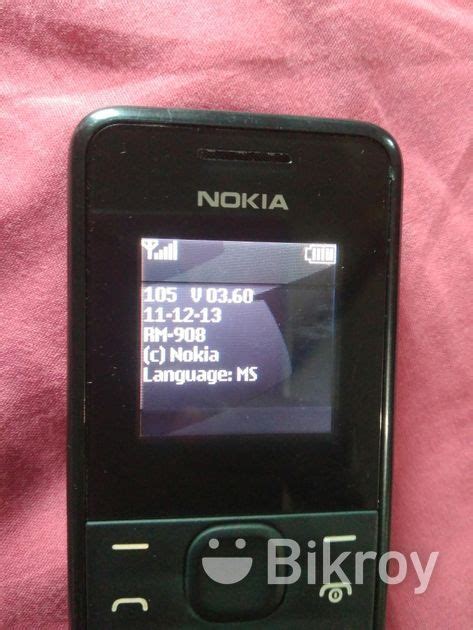 NOKIA
105 V 03.60
11-12-13
RM-908
(c) Nokia
Language: MS
Bikroy